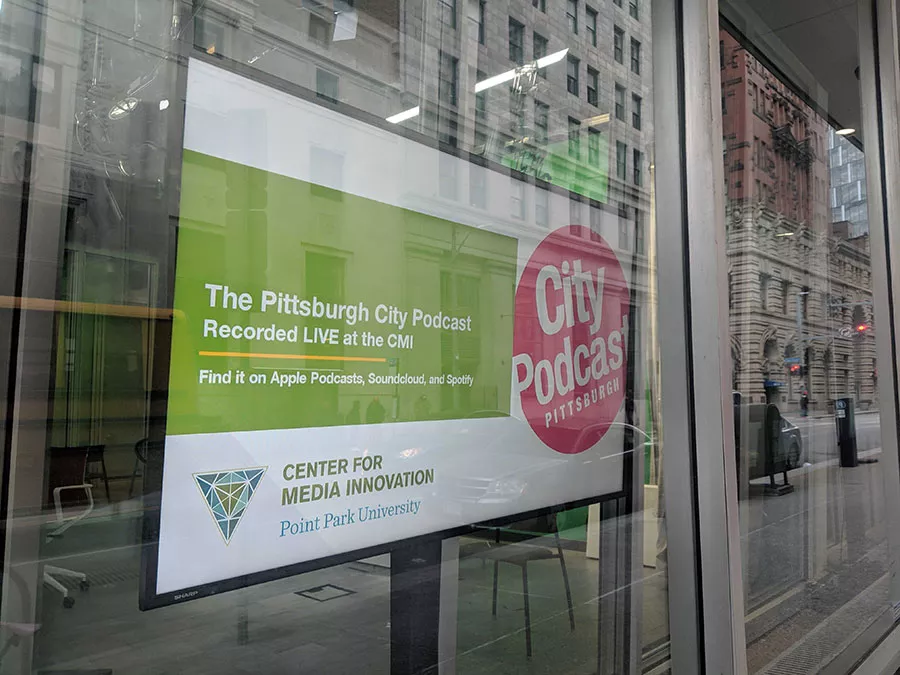 The Pittsburgh City Podcast
Recorded LIVE at the CMI
Find it on Apple Podcasts, Soundcloud, and Spotify
City
Podcast
PITTSBURGH
CENTER FOR
MEDIA INNOVATION
Point Park University
SHARP